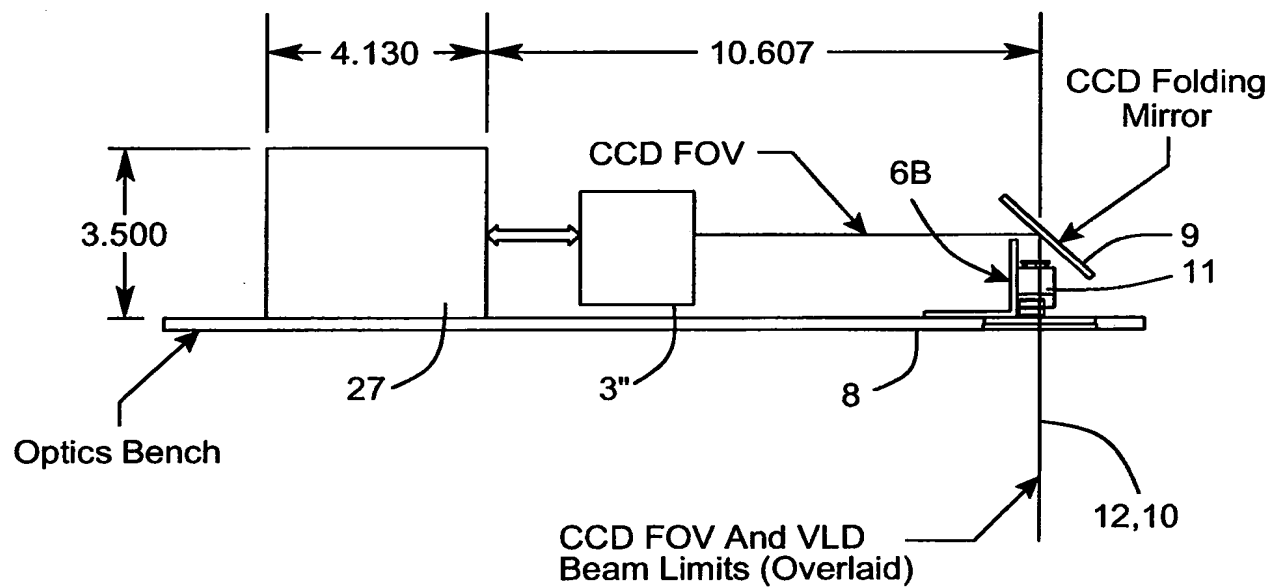 4.130
10.607
CCD Folding
Mirror
CCD FOV
6B
3.500
9
11
27
3"
8
Optics Bench
12,10
CCD FOV And VLD
Beam Limits (Overlaid)